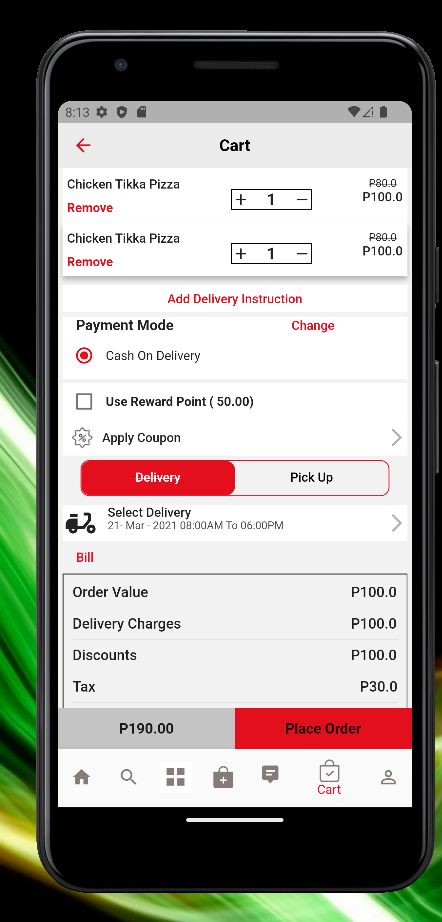 8:13
Cart
Chicken Tikka Pizza
P80.0
Remove
+ 1 −
P100.0
Chicken Tikka Pizza
P80.0
Remove
+ 1 −
P100.0
Add Delivery Instruction
Payment Mode Change
Cash On Delivery
Use Reward Point ( 50.00)
Apply Coupon
Delivery Pick Up
Select Delivery
21- Mar - 2021 08:00AM To 06:00PM
Bill
Order Value P100.0
Delivery Charges P100.0
Discounts P100.0
Tax P30.0
P190.00 Place Order
Cart